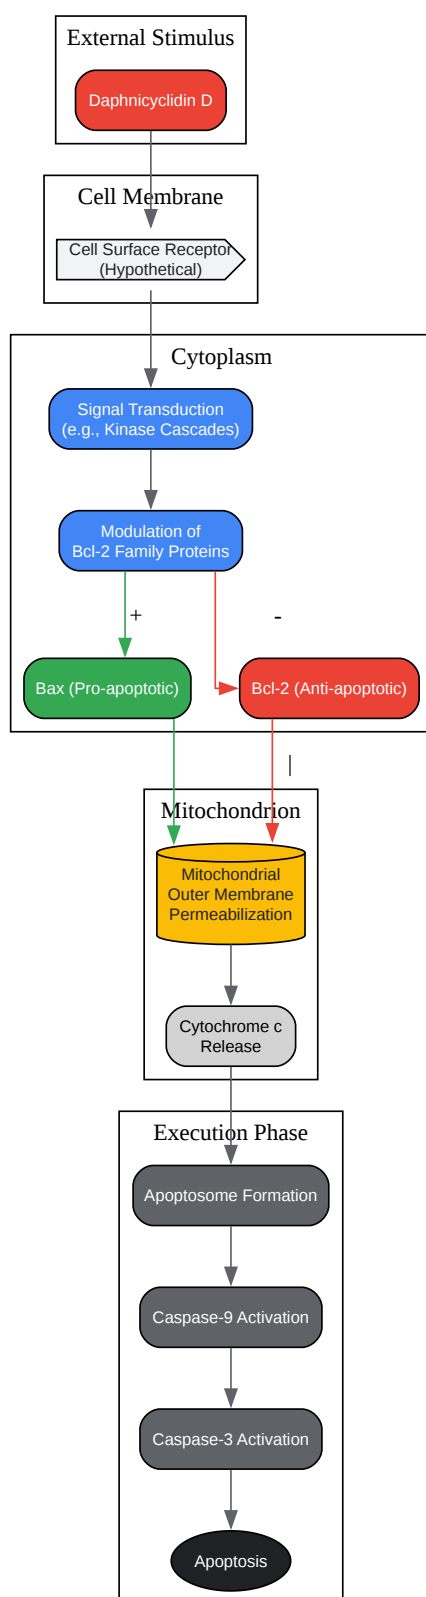 External Stimulus
Daphnicyclidin D
Cell Membrane
Cell Surface Receptor
(Hypothetical)
Cytoplasm
Signal Transduction
(e.g., Kinase Cascades)
Modulation of
Bcl-2 Family Proteins
+
-
Bax (Pro-apoptotic)
Bcl-2 (Anti-apoptotic)
|
Mitochondrion
Mitochondrial
Outer Membrane
Permeabilization
Cytochrome c
Release
Execution Phase
Apoptosome Formation
Caspase-9 Activation
Caspase-3 Activation
Apoptosis